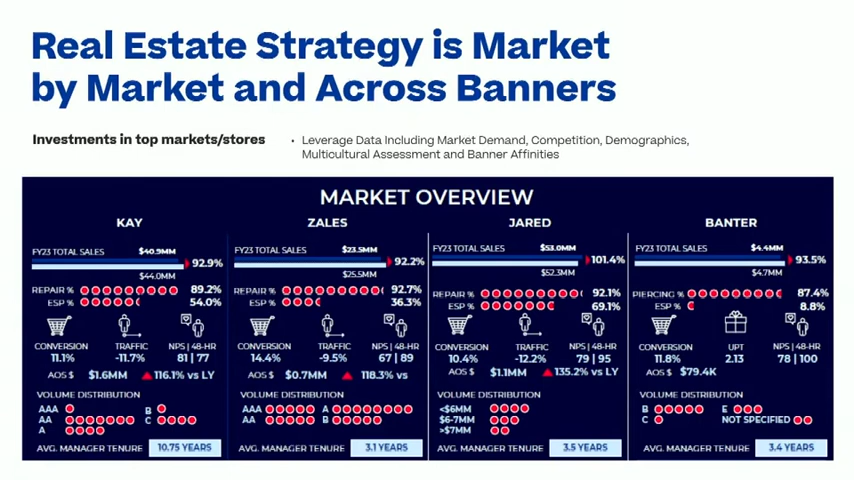 Real Estate Strategy is Market
by Market and Across Banners
Investments in top markets/stores
• Leverage Data Including Market Demand, Competition, Demographics,
Multicultural Assessment and Banner Affinities
MARKET OVERVIEW
KAY
FY23 TOTAL SALES $40.9MM
92.9%
$44.0MM
REPAIR % 89.2%
ESP % 54.0%
CONVERSION TRAFFIC NPS | 48-HR
11.1% -11.7% 81 | 77
AOS $ $1.6MM 116.1% vs LY
VOLUME DISTRIBUTION
AAA B
AA C
A
AVG. MANAGER TENURE 10.75 YEARS
ZALES
FY23 TOTAL SALES $23.5MM
92.2%
$25.5MM
REPAIR % 92.7%
ESP % 36.3%
CONVERSION TRAFFIC NPS | 48-HR
14.4% -9.5% 67 | 89
AOS $ $0.7MM 118.3% vs
VOLUME DISTRIBUTION
AAA A
AA B
AVG. MANAGER TENURE 3.1 YEARS
JARED
FY23 TOTAL SALES $53.0MM
101.4%
$52.3MM
REPAIR % 92.1%
ESP % 69.1%
CONVERSION TRAFFIC NPS | 48-HR
10.4% -12.2% 79 | 95
AOS $ $1.1MM 135.2% vs LY
VOLUME DISTRIBUTION
<$6MM
$6-7MM
>$7MM
AVG. MANAGER TENURE 3.5 YEARS
BANTER
FY23 TOTAL SALES $4.4MM
93.5%
$4.7MM
PIERCING % 87.4%
ESP % 8.8%
CONVERSION UPT NPS | 48-HR
11.8% 2.13 78 | 100
AOS $ $79.4K
VOLUME DISTRIBUTION
B E
C NOT SPECIFIED
AVG. MANAGER TENURE 3.4 YEARS